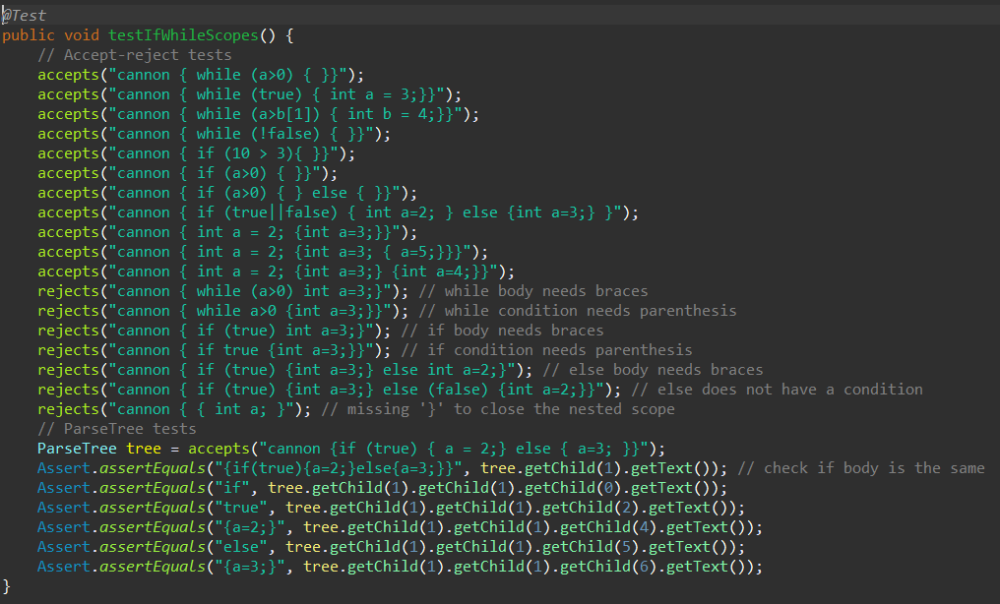 @Test
public void testIfWhileScopes() {
    // Accept-reject tests
    accepts("cannon { while (a>0) { }}");
    accepts("cannon { while (true) { int a = 3;}}");
    accepts("cannon { while (a>b[1]) { int b = 4;}}");
    accepts("cannon { while (!false) { }}");
    accepts("cannon { if (10 > 3){ }}");
    accepts("cannon { if (a>0) { }}");
    accepts("cannon { if (a>0) { } else { }}");
    accepts("cannon { if (true||false) { int a=2; } else {int a=3;} }");
    accepts("cannon { int a = 2; {int a=3;}}");
    accepts("cannon { int a = 2; {int a=3; { a=5;}}}");
    accepts("cannon { int a = 2; {int a=3;} {int a=4;}}");
    rejects("cannon { while (a>0) int a=3;}"); // while body needs braces
    rejects("cannon { while a>0 {int a=3;}}"); // while condition needs parenthesis
    rejects("cannon { if (true) int a=3;}"); // if body needs braces
    rejects("cannon { if true {int a=3;}}"); // if condition needs parenthesis
    rejects("cannon { if (true) {int a=3;} else int a=2;}"); // else body needs braces
    rejects("cannon { if (true) {int a=3;} else (false) {int a=2;}}"); // else does not have a condition
    rejects("cannon { { int a; }"); // missing '}' to close the nested scope
    // ParseTree tests
    ParseTree tree = accepts("cannon {if (true) { a = 2;} else { a=3; }}");
    Assert.assertEquals("{if(true){a=2;}else{a=3;}}", tree.getChild(1).getText()); // check if body is the same
    Assert.assertEquals("if", tree.getChild(1).getChild(1).getChild(0).getText());
    Assert.assertEquals("true", tree.getChild(1).getChild(1).getChild(2).getText());
    Assert.assertEquals("{a=2;}", tree.getChild(1).getChild(1).getChild(4).getText());
    Assert.assertEquals("else", tree.getChild(1).getChild(1).getChild(5).getText());
    Assert.assertEquals("{a=3;}", tree.getChild(1).getChild(1).getChild(6).getText());
}